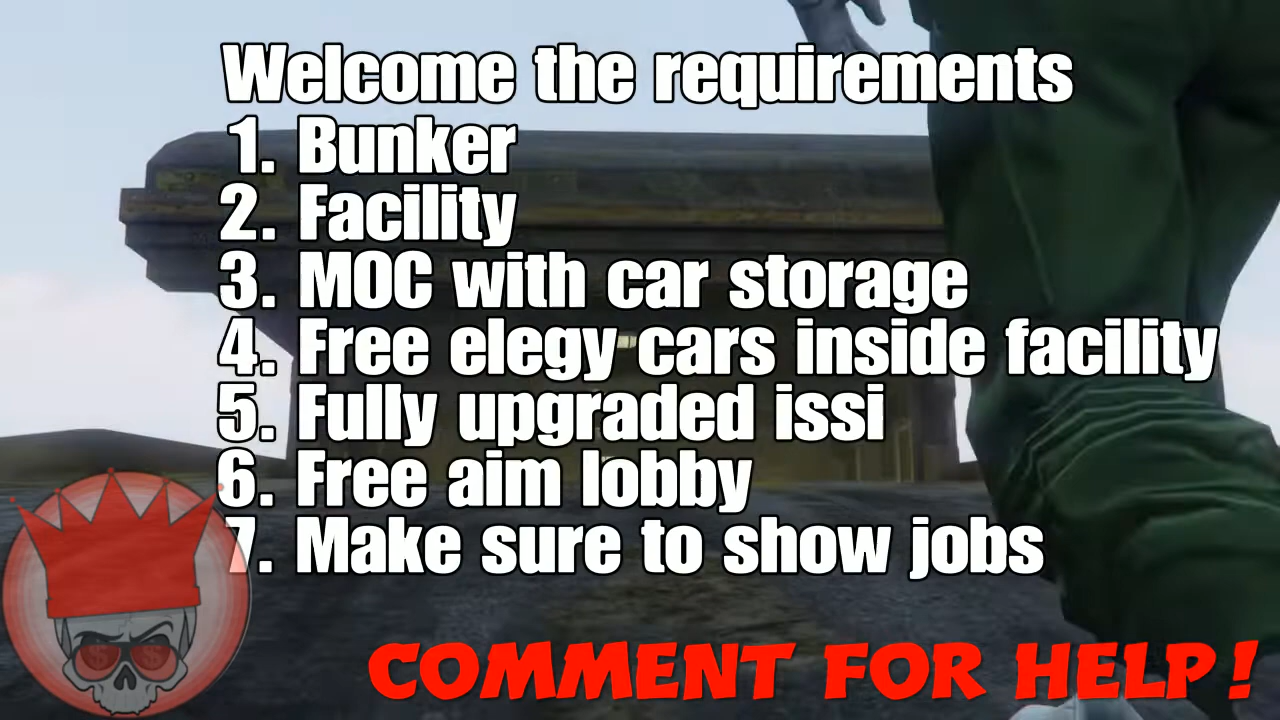 Welcome the requirements
1. Bunker
2. Facility
3. MOC with car storage
4. Free elegy cars inside facility
5. Fully upgraded issi
6. Free aim lobby
7. Make sure to show jobs
COMMENT FOR HELP!